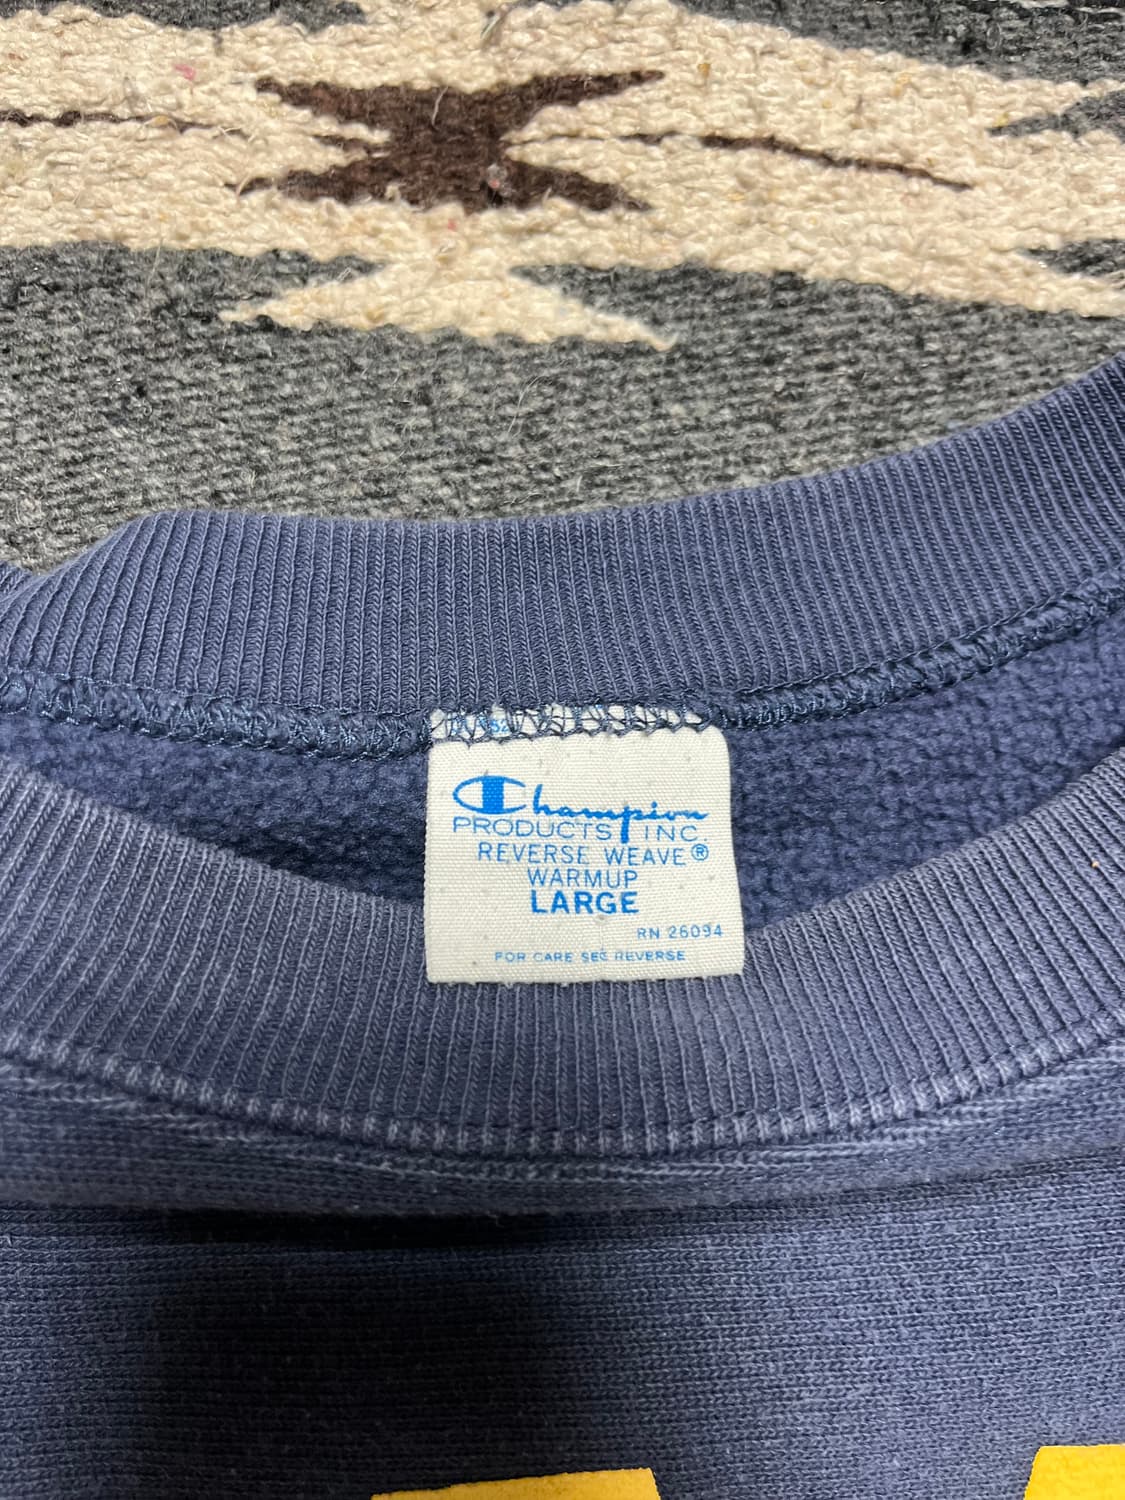 Champion
PRODUCTS INC.
REVERSE WEAVE®
WARMUP
LARGE
RN 26094
FOR CARE SEE REVERSE